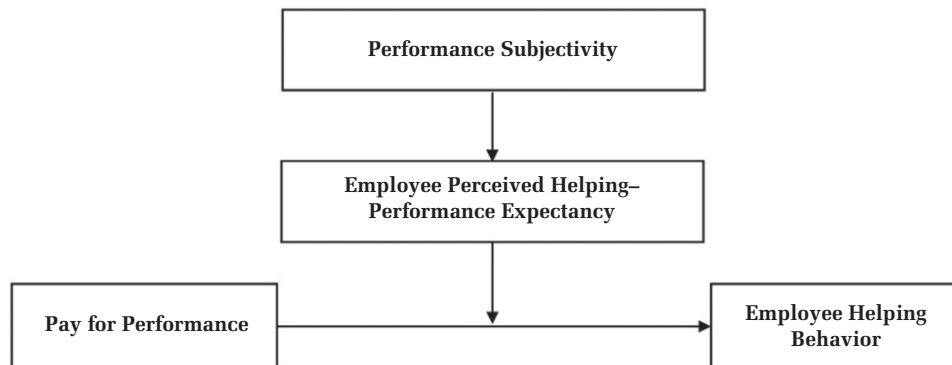 Performance Subjectivity
Employee Perceived Helping–
Performance Expectancy
Pay for Performance
Employee Helping
Behavior